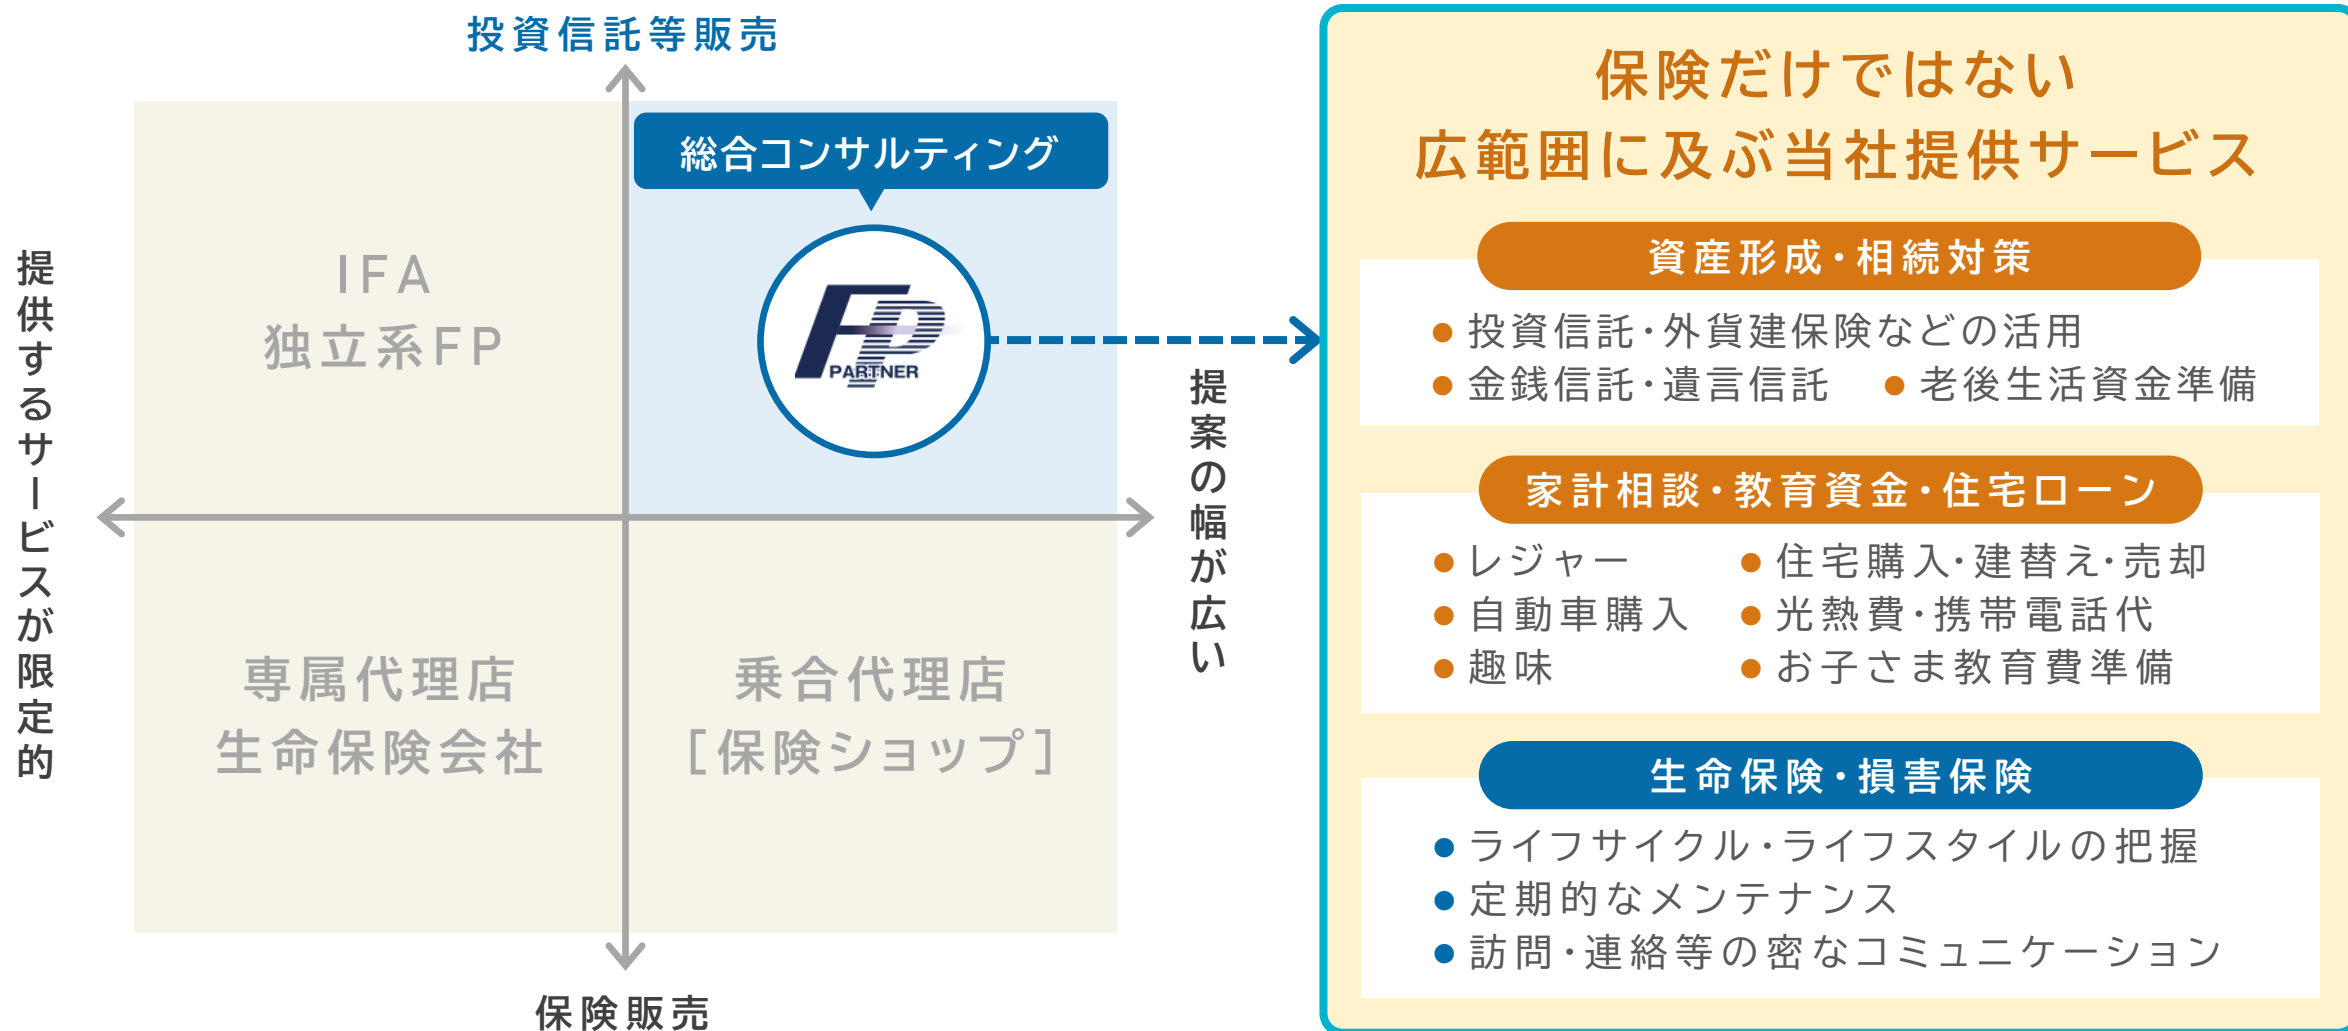 投資信託等販売
総合コンサルティング
IFA
独立系FP
FP
PARTNER
提供するサービスが限定的
提案の幅が広い
専属代理店
生命保険会社
乗合代理店
[保険ショップ]
保険販売
保険だけではない
広範囲に及ぶ当社提供サービス
資産形成・相続対策
● 投資信託・外貨建保険などの活用
● 金銭信託・遺言信託 ● 老後生活資金準備
家計相談・教育資金・住宅ローン
● レジャー ● 住宅購入・建替え・売却
● 自動車購入 ● 光熱費・携帯電話代
● 趣味 ● お子さま教育費準備
生命保険・損害保険
● ライフサイクル・ライフスタイルの把握
● 定期的なメンテナンス
● 訪問・連絡等の密なコミュニケーション